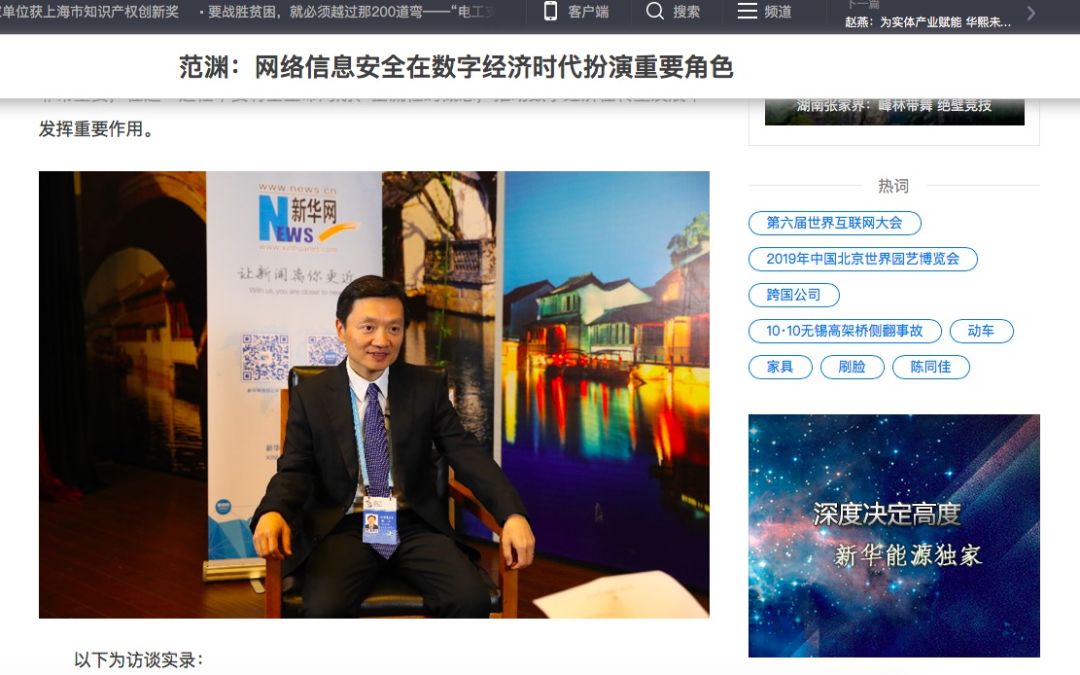 单位获上海市知识产权创新奖
·要战胜贫困，就必须越过那200道弯——“电工
客户端
搜索
频道
下一篇
赵燕：为实体产业赋能 华熙未...
范渊：网络信息安全在数字经济时代扮演重要角色
发挥重要作用。
湖南张家界：峰林带舞 绝壁竞技
www.news.cn
新华网
NEWS
www.xinhuanet.com
让新闻离你更近
With us, you are closer to
热词
第六届世界互联网大会
2019年中国北京世界园艺博览会
跨国公司
10·10无锡高架桥侧翻事故
动车
家具
刷脸
陈同佳
深度决定高度
新华能源独家
以下为访谈实录：